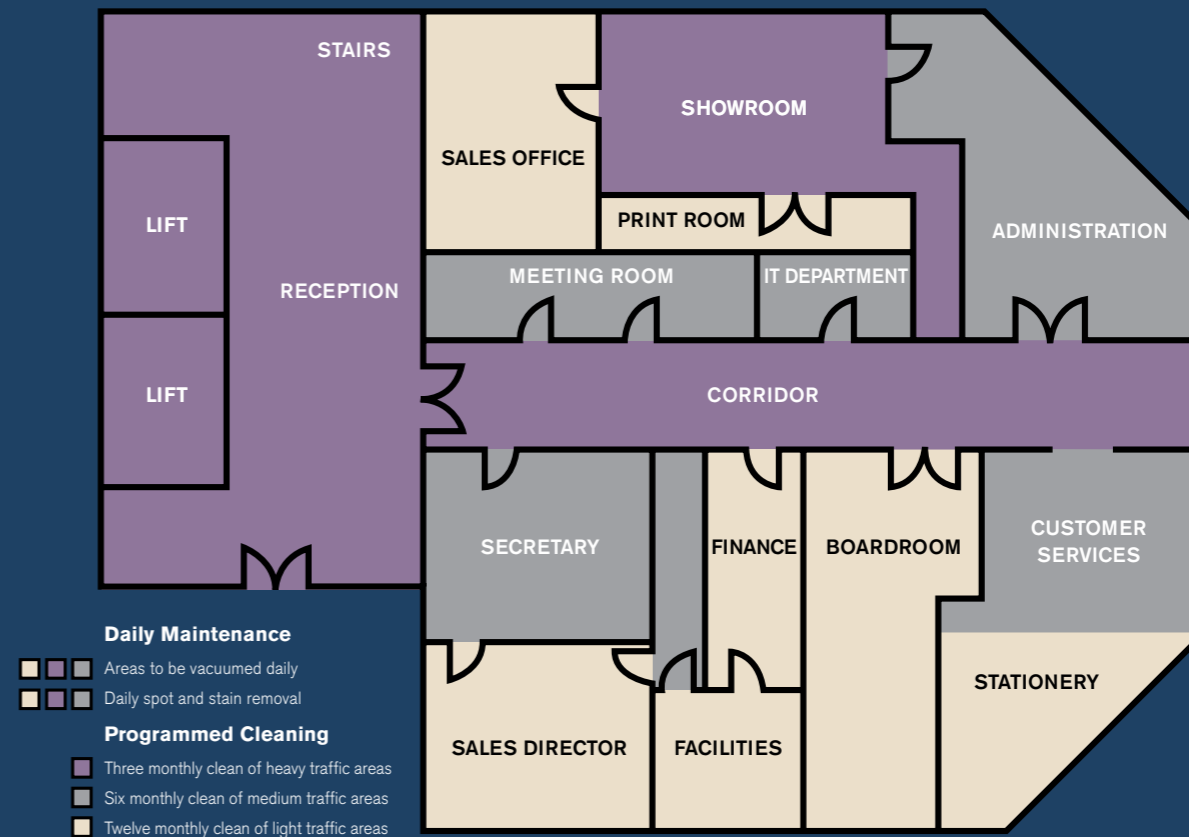 STAIRS
SHOWROOM
SALES OFFICE
LIFT
PRINT ROOM
ADMINISTRATION
MEETING ROOM
IT DEPARTMENT
RECEPTION
LIFT
CORRIDOR
SECRETARY
FINANCE
BOARDROOM
CUSTOMER
SERVICES
STATIONERY
SALES DIRECTOR
FACILITIES
Daily Maintenance
Areas to be vacuumed daily
Daily spot and stain removal
Programmed Cleaning
Three monthly clean of heavy traffic areas
Six monthly clean of medium traffic areas
Twelve monthly clean of light traffic areas